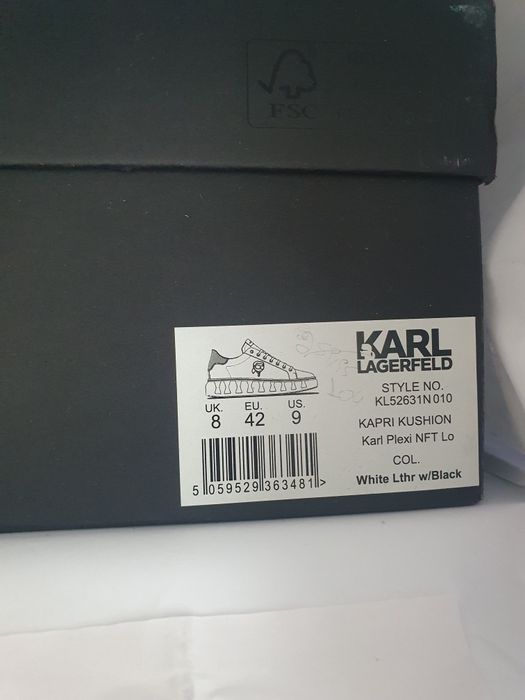 FSC
KARL
LAGERFELD
STYLE NO.
KL52631N 010
KAPRI KUSHION
Karl Plexi NFT Lo
COL.
White Lthr w/Black
UK. EU. US.
8 42 9
5 059529 363481 >